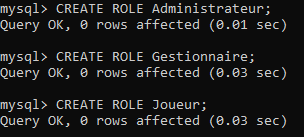 mysql> CREATE ROLE Administrateur;
Query OK, 0 rows affected (0.01 sec)
mysql> CREATE ROLE Gestionnaire;
Query OK, 0 rows affected (0.03 sec)
mysql> CREATE ROLE Joueur;
Query OK, 0 rows affected (0.03 sec)